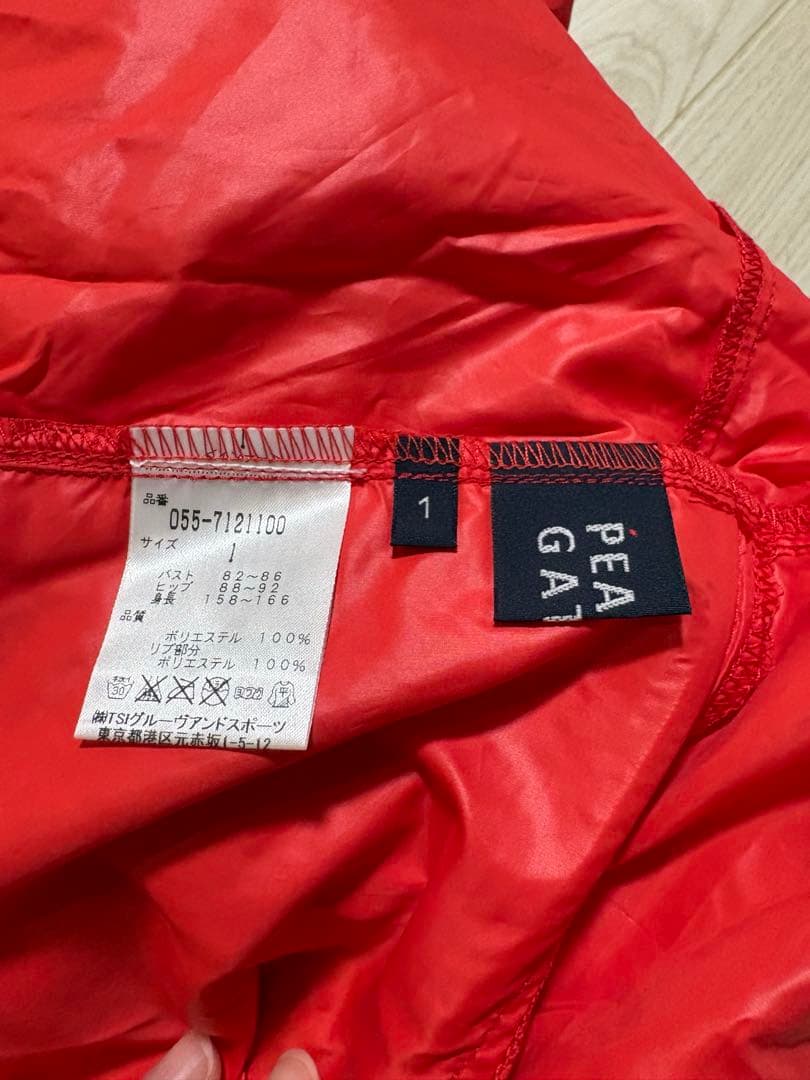 品番
055-7121100
サイズ
1
バスト 82～86
ヒップ 88～92
身長 158～166
品質
ポリエステル 100%
リブ部分
ポリエステル 100%
㈱TSIグルーヴアンドスポーツ
東京都港区元赤坂1-5-12
1
PEA
GAT